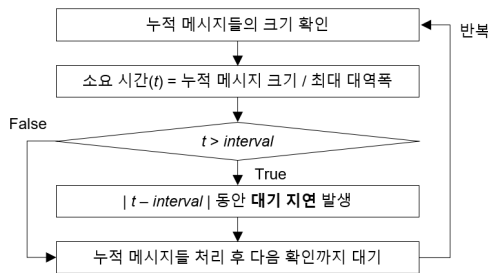 누적 메시지들의 크기 확인
반복
소요 시간(t) = 누적 메시지 크기 / 최대 대역폭
False
t > interval
True
| t – interval | 동안 대기 지연 발생
누적 메시지들 처리 후 다음 확인까지 대기